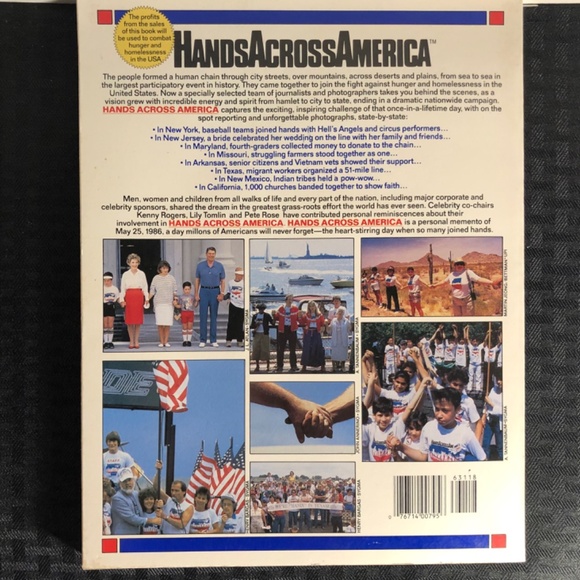 The profits
from the sales
of this book will
be used to combat
hunger and
homelessness
in the USA
HANDSACROSSAMERICA™
The people formed a human chain through city streets, over mountains, across deserts and plains, from sea to sea in
the largest participatory event in history. They came together to join the fight against hunger and homelessness in the
United States. Now a specially selected team of journalists and photographers takes you behind the scenes, as a
vision grew with incredible energy and spirit from hamlet to city to state, ending in a dramatic nationwide campaign.
HANDS ACROSS AMERICA captures the exciting, inspiring challenge of that once-in-a-lifetime day, with on the
spot reporting and unforgettable photographs, state-by-state:
• In New York, baseball teams joined hands with Hell's Angels and circus performers...
• In New Jersey, a bride celebrated her wedding on the line with her family and friends...
• In Maryland, fourth-graders collected money to donate to the chain...
• In Missouri, struggling farmers stood together as one...
• In Arkansas, senior citizens and Vietnam vets showed their support...
• In Texas, migrant workers organized a 51-mile line...
• In New Mexico, Indian tribes held a pow-wow...
• In California, 1,000 churches banded together to show faith...
Men, women and children from all walks of life and every part of the nation, including major corporate and
celebrity sponsors, shared the dream in the greatest grass-roots effort the world has ever seen. Celebrity co-chairs
Kenny Rogers, Lily Tomlin and Pete Rose have contributed personal reminiscences about their
involvement in HANDS ACROSS AMERICA. HANDS ACROSS AMERICA is a personal memento of
May 25, 1986, a day millions of Americans will never forget—the heart-stirring day when so many joined hands.
A. TANNENBAUM / SYGMA
A. TANNENBAUM—SYGMA
63118
0 76714 00795